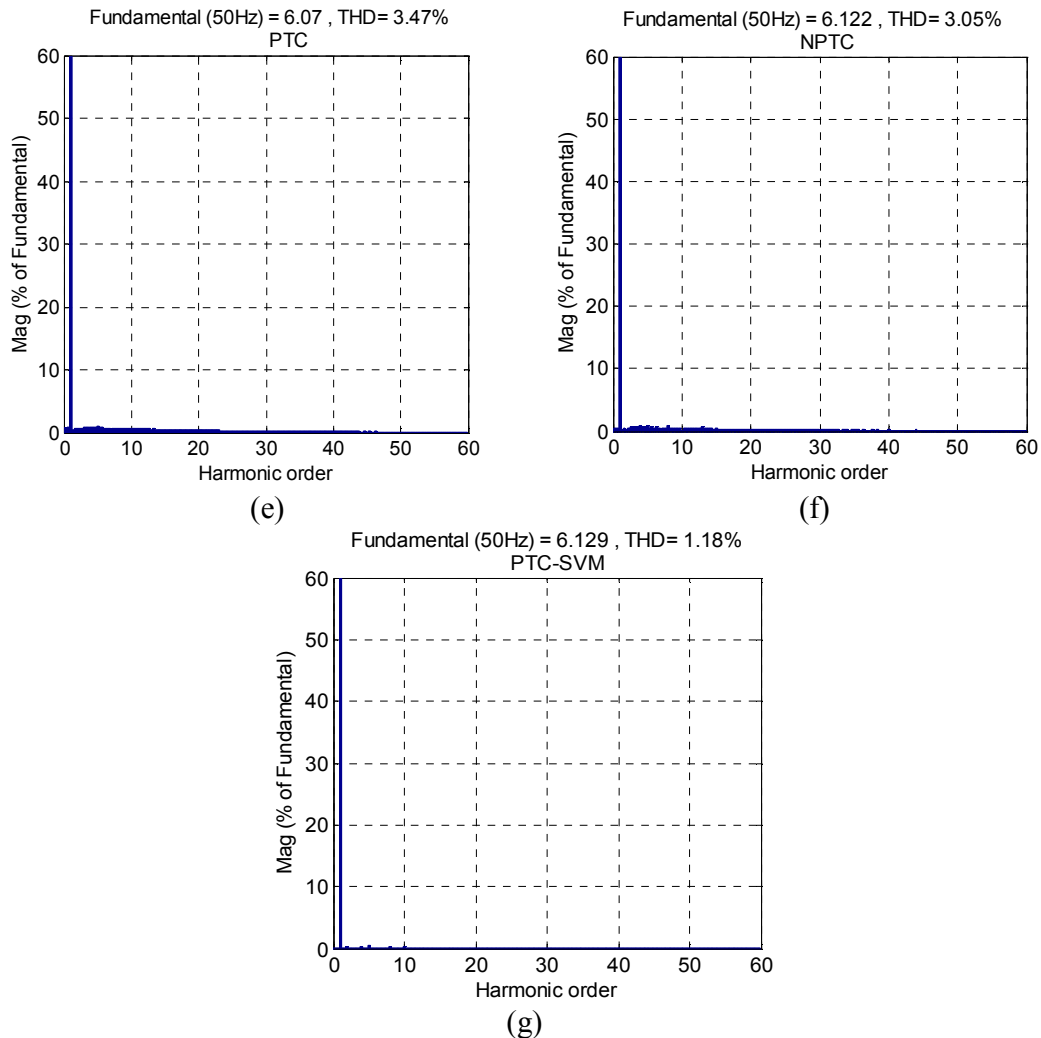 Fundamental (50Hz) = 6.07 , THD= 3.47%
PTC
60
50
40
30
20
10
0
Mag (% of Fundamental)
0 10 20 30 40 50 60
Harmonic order
(e)
Fundamental (50Hz) = 6.122 , THD= 3.05%
NPTC
60
50
40
30
20
10
0
Mag (% of Fundamental)
0 10 20 30 40 50 60
Harmonic order
(f)
Fundamental (50Hz) = 6.129 , THD= 1.18%
PTC-SVM
60
50
40
30
20
10
0
Mag (% of Fundamental)
0 10 20 30 40 50 60
Harmonic order
(g)